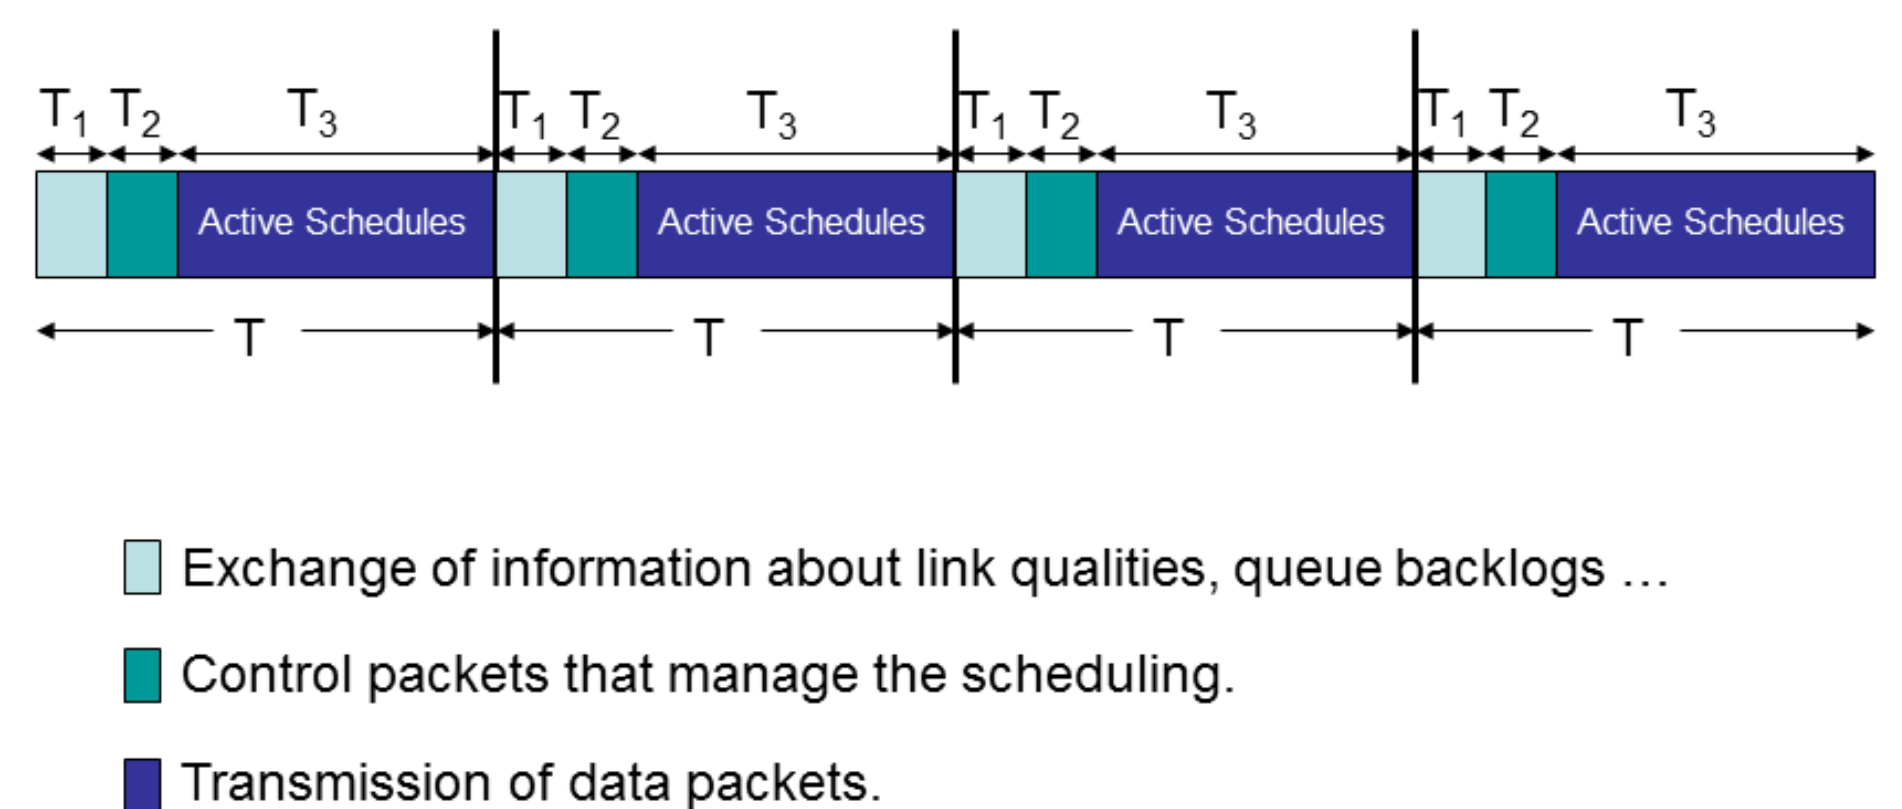 T1 T2 T3 T1 T2 T3 T1 T2 T3 T1 T2 T3
Active Schedules Active Schedules Active Schedules Active Schedules
T T T T
Exchange of information about link qualities, queue backlogs …
Control packets that manage the scheduling.
Transmission of data packets.